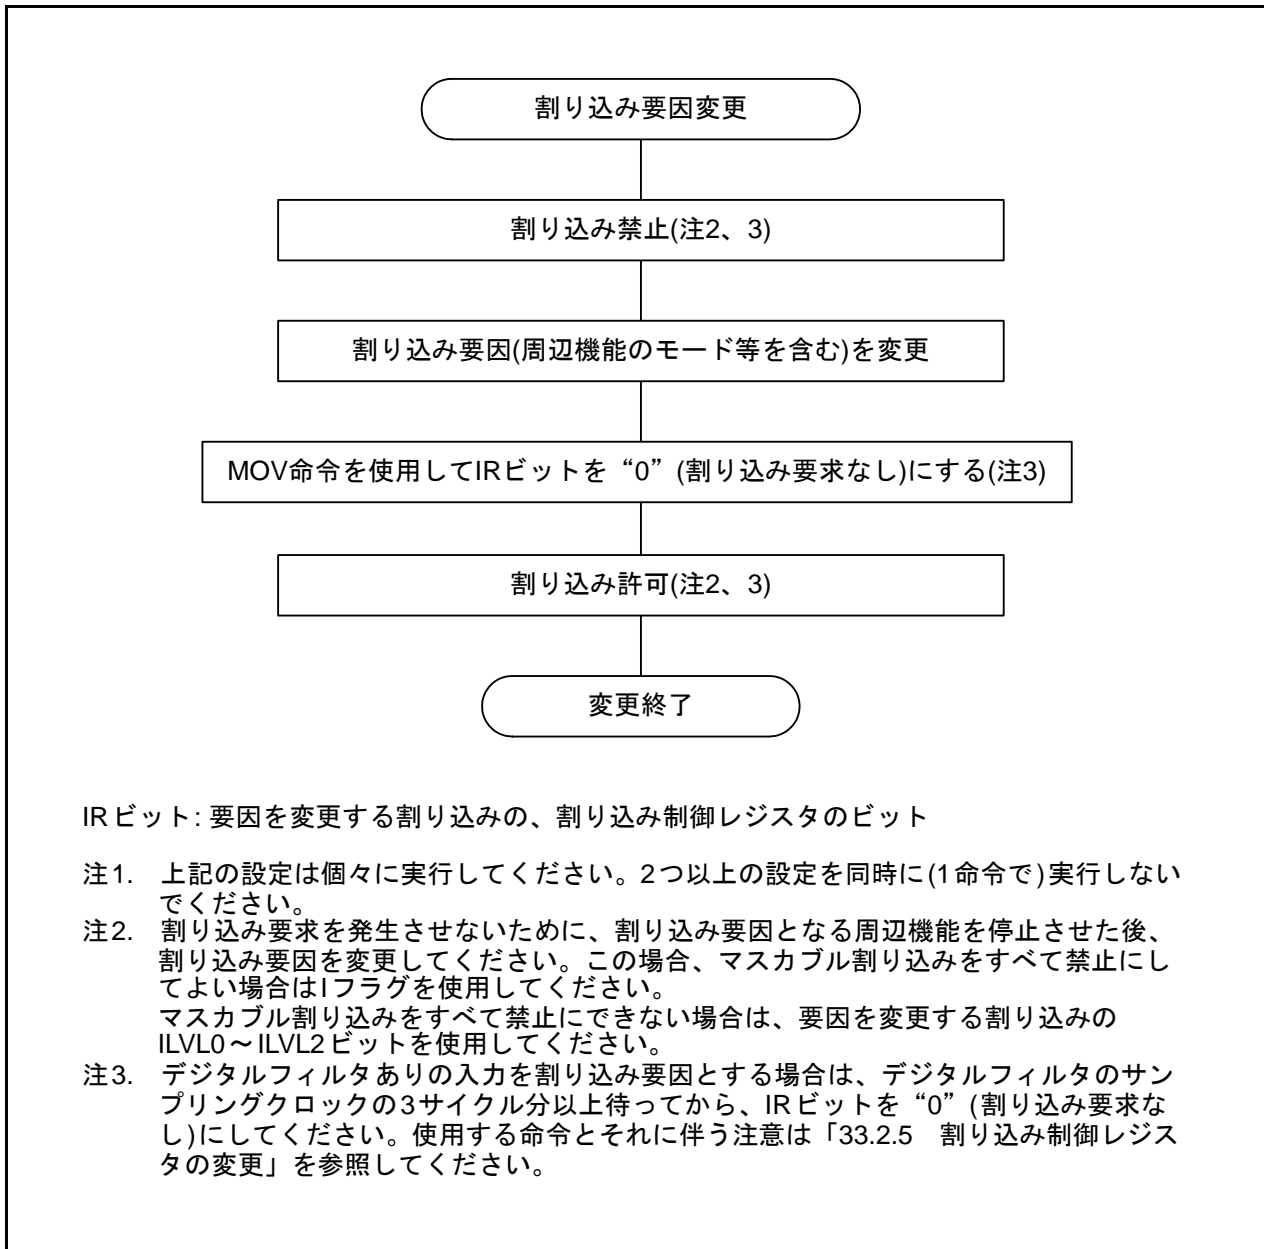 割り込み要因変更
割り込み禁止(注2、3)
割り込み要因(周辺機能のモード等を含む)を変更
MOV命令を使用してIRビットを“0”(割り込み要求なし)にする(注3)
割り込み許可(注2、3)
変更終了
IRビット: 要因を変更する割り込みの、割り込み制御レジスタのビット
注1. 上記の設定は個々に実行してください。2つ以上の設定を同時に(1命令で)実行しない
でください。
注2. 割り込み要求を発生させないために、割り込み要因となる周辺機能を停止させた後、
割り込み要因を変更してください。この場合、マスカブル割り込みをすべて禁止にし
てよい場合はIフラグを使用してください。
マスカブル割り込みをすべて禁止にできない場合は、要因を変更する割り込みの
ILVL0～ILVL2ビットを使用してください。
注3. デジタルフィルタありの入力を割り込み要因とする場合は、デジタルフィルタのサン
プリングクロックの3サイクル分以上待ってから、IRビットを“0”(割り込み要求な
し)にしてください。使用する命令とそれに伴う注意は「33.2.5 割り込み制御レジス
タの変更」を参照してください。